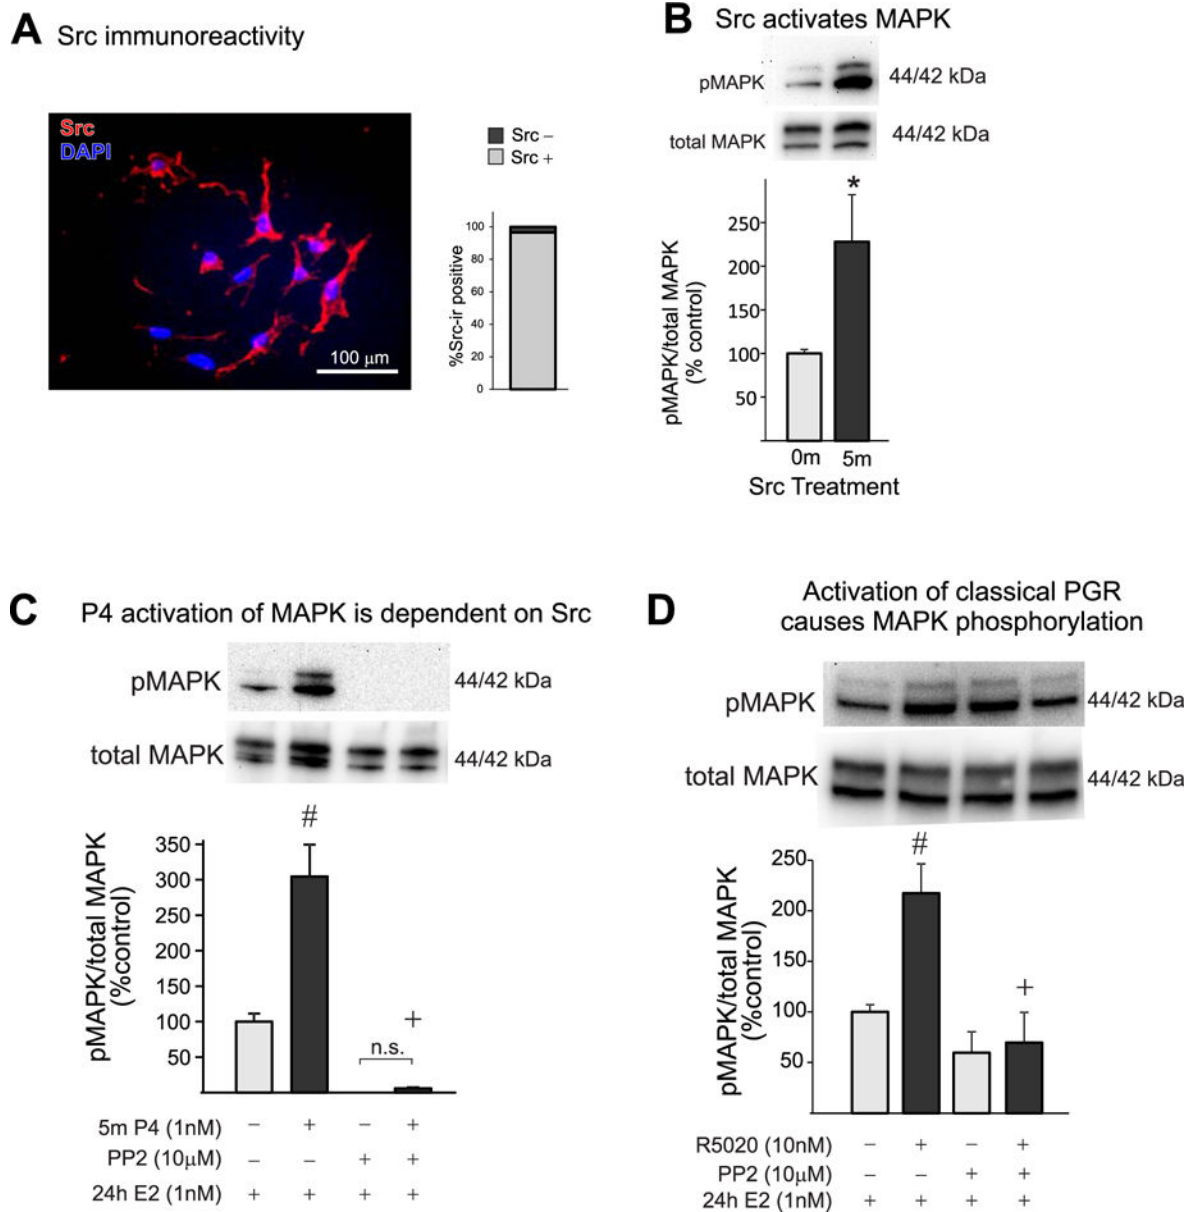 A Src immunoreactivity
Src
DAPI
100 μm
Src –
Src +
%Src-ir positive
100
80
60
40
20
0
B Src activates MAPK
pMAPK 44/42 kDa
total MAPK 44/42 kDa
*
pMAPK/total MAPK
(% control)
250
200
150
100
50
0m 5m
Src Treatment
C P4 activation of MAPK is dependent on Src
pMAPK 44/42 kDa
total MAPK 44/42 kDa
#
+
n.s.
pMAPK/total MAPK
(%control)
350
300
250
200
150
100
50
5m P4 (1nM) – + – +
PP2 (10μM) – – + +
24h E2 (1nM) + + + +
D Activation of classical PGR
causes MAPK phosphorylation
pMAPK 44/42 kDa
total MAPK 44/42 kDa
#
+
pMAPK/total MAPK
(%control)
250
200
150
100
50
R5020 (10nM) – + – +
PP2 (10μM) – – + +
24h E2 (1nM) + + + +